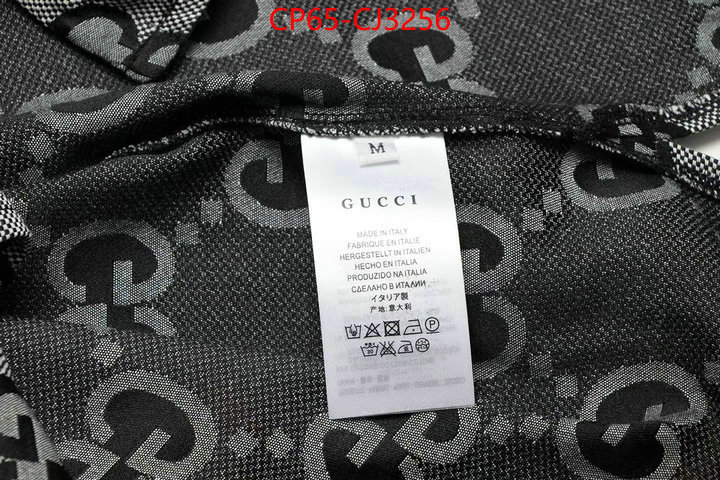 CP65-CJ3256
M
GUCCI
MADE IN ITALY
FABRIQUE EN ITALIE
HERGESTELLT IN ITALIEN
HECHO EN ITALIA
PRODUZIDO NA ITALIA
СДЕЛАНО В ИТАЛИИ
イタリア製
产地:意大利